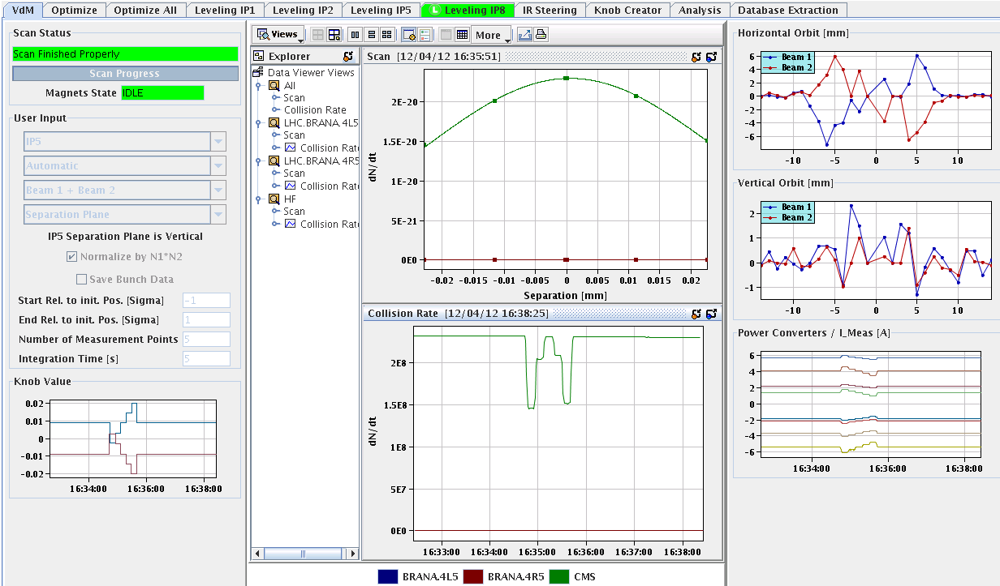 VdM Optimize Optimize All Leveling IP1 Leveling IP2 Leveling IP5 Leveling IP8 IR Steering Knob Creator Analysis Database Extraction
Scan Status
Scan Finished Properly
Scan Progress
Magnets State IDLE
User Input
IP5
Automatic
Beam 1 + Beam 2
Separation Plane
IP5 Separation Plane is Vertical
Normalize by N1*N2
Save Bunch Data
Start Rel. to init. Pos. [Sigma] -1
End Rel. to init. Pos. [Sigma] 1
Number of Measurement Points 5
Integration Time [s] 5
Knob Value
0.02
0.01
0
-0.01
-0.02
16:34:00 16:36:00 16:38:00
Views More
Explorer
Data Viewer Views
All
Scan
Collision Rate
LHC.BRANA.4L5
Scan
Collision Rate
LHC.BRANA.4R5
Scan
Collision Rate
HF
Scan
Collision Rate
Scan [12/04/12 16:35:51]
dN/dt
2E-20
1.5E-20
1E-20
5E-21
0E0
-0.02 -0.015 -0.01 -0.005 0.000 0.005 0.01 0.015 0.02
Separation [mm]
Collision Rate [12/04/12 16:38:25]
dN/dt
2E8
1.5E8
1E8
5E7
0E0
16:33:00 16:34:00 16:35:00 16:36:00 16:37:00 16:38:00
BRANA.4L5 BRANA.4R5 CMS
Horizontal Orbit [mm]
Beam 1
Beam 2
6
4
2
0
-2
-4
-6
-10 -5 0 5 10
Vertical Orbit [mm]
Beam 1
Beam 2
2
1
0
-1
-10 -5 0 5 10
Power Converters / I_Meas [A]
6
4
2
0
-2
-4
-6
16:34:00 16:36:00 16:38:00